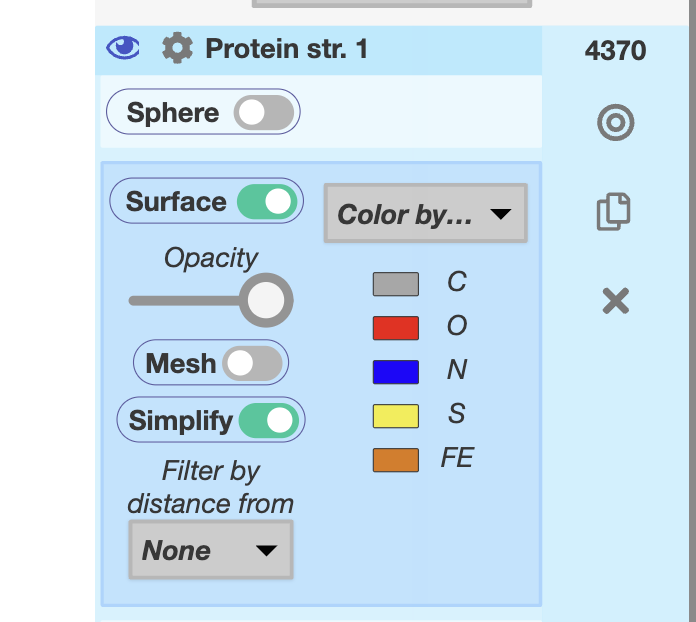 Protein str. 1 4370
Sphere
Surface
Color by...
Opacity
C
O
N
S
FE
Mesh
Simplify
Filter by
distance from
None